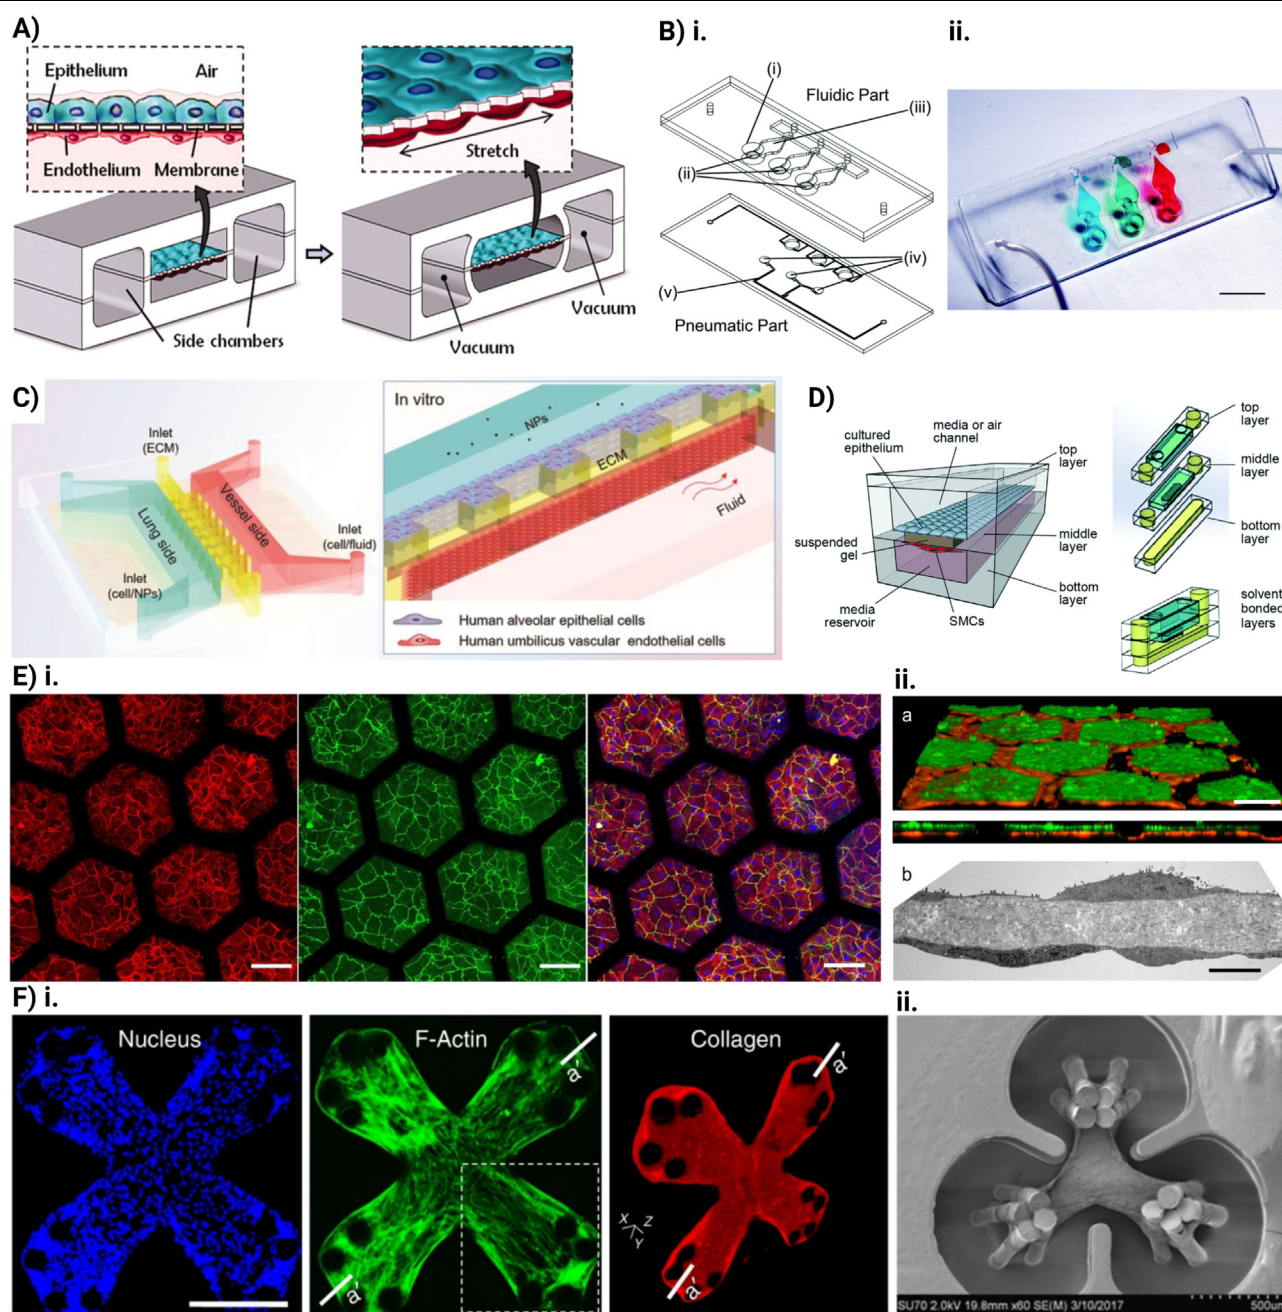 A)
Epithelium
Air
Endothelium
Membrane
Side chambers
Stretch
Vacuum
Vacuum
B) i.
(i)
Fluidic Part
(iii)
(ii)
(iv)
(v)
Pneumatic Part
ii.
C)
Inlet
(ECM)
Vessel side
Lung side
Inlet
(cell/fluid)
Inlet
(cell/NPs)
In vitro
NPs
ECM
Fluid
Human alveolar epithelial cells
Human umbilicus vascular endothelial cells
D)
cultured
epithelium
media or air
channel
top
layer
suspended
gel
middle
layer
bottom
layer
media
reservoir
SMCs
top
layer
middle
layer
bottom
layer
solvent
bonded
layers
E) i.
ii.
a
b
F) i.
Nucleus
F-Actin
a'
a'
Collagen
a'
X
Z
Y
a'
ii.
SU70 2.0kV 19.8mm x60 SE(M) 3/10/2017
500u